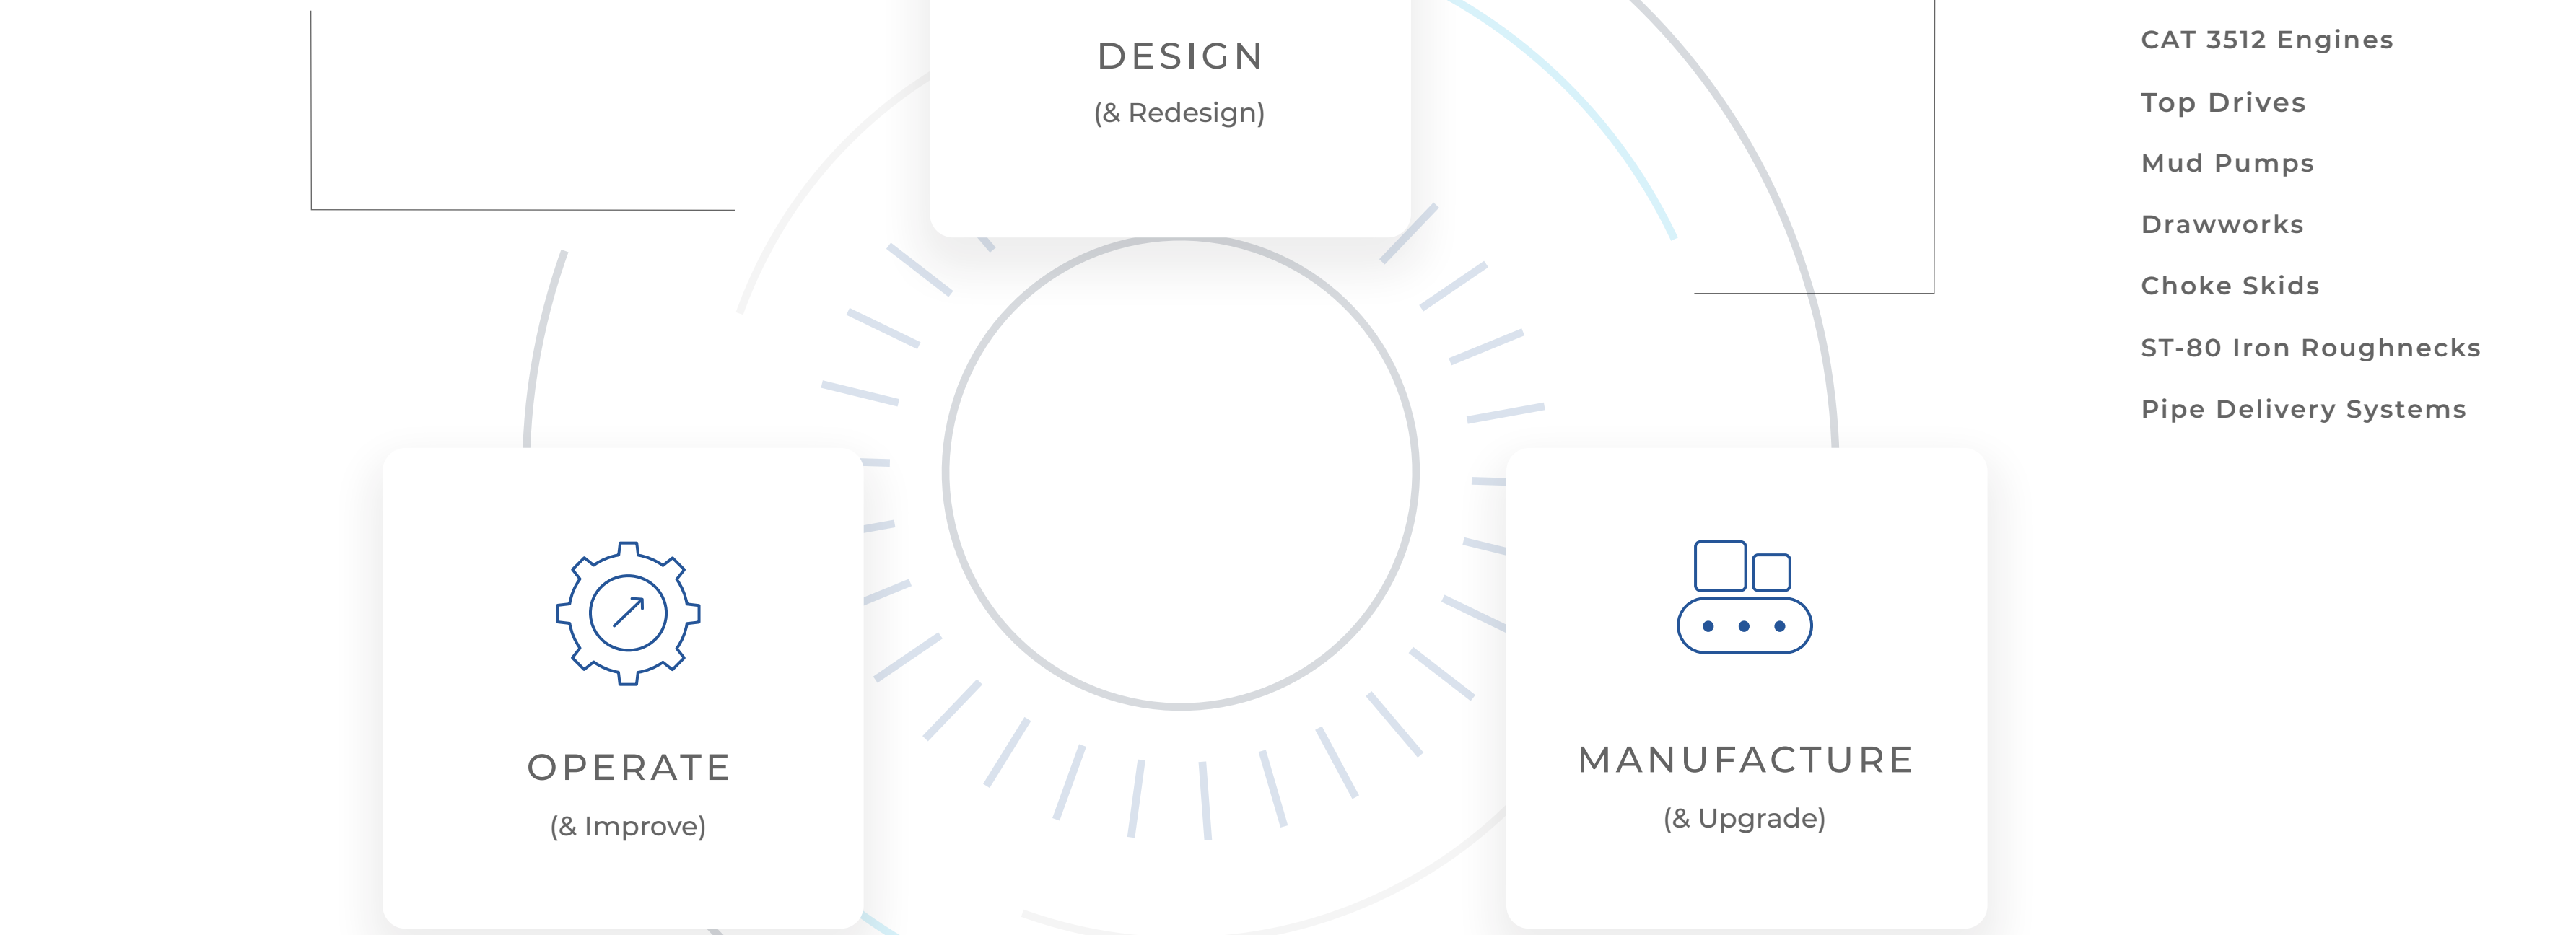 DESIGN
(& Redesign)
OPERATE
(& Improve)
MANUFACTURE
(& Upgrade)
CAT 3512 Engines
Top Drives
Mud Pumps
Drawworks
Choke Skids
ST-80 Iron Roughnecks
Pipe Delivery Systems